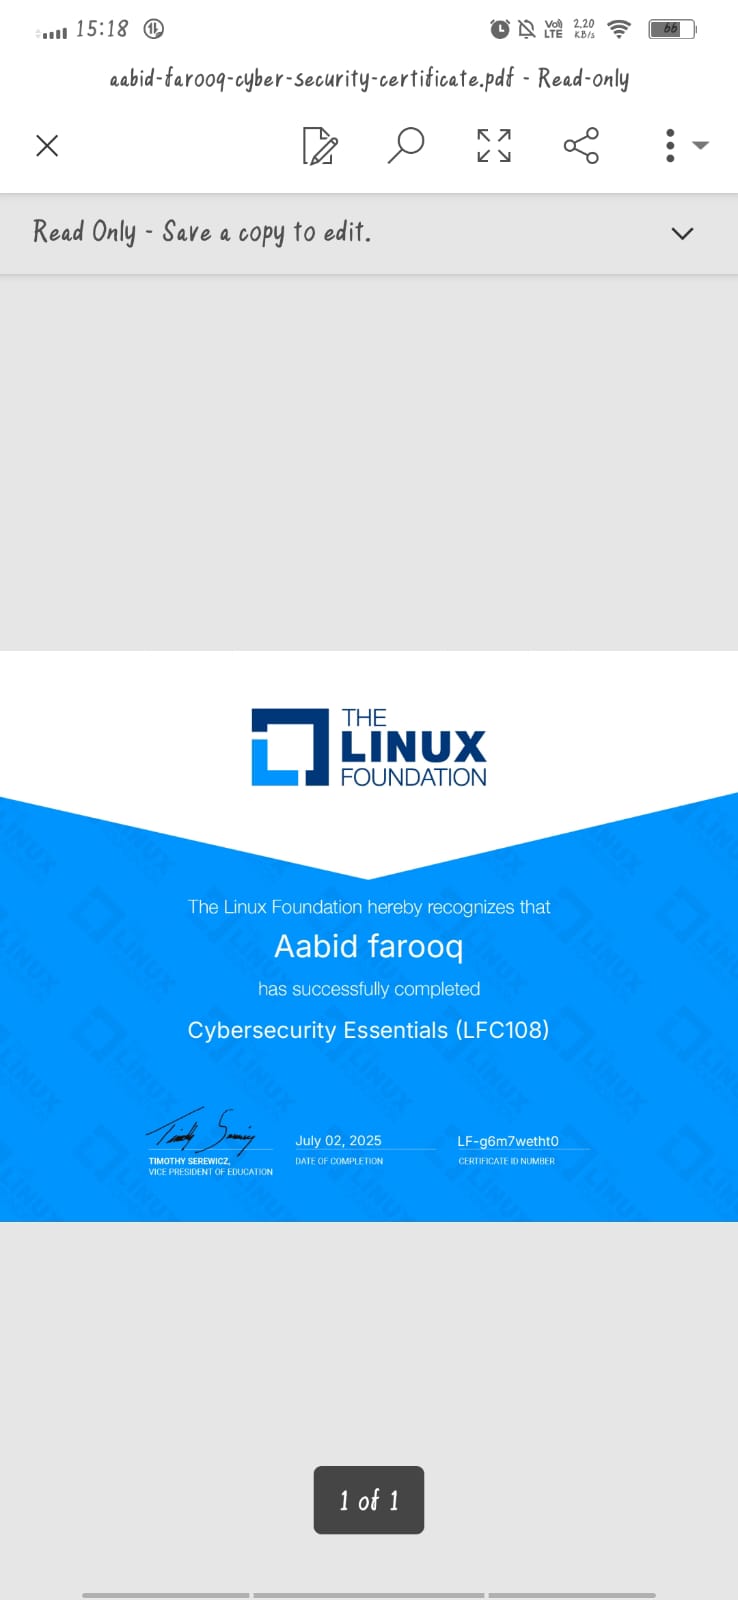 15:18
Vo) LTE 2.20 KB/s 66
aabid-farooq-cyber-security-certificate.pdf - Read-only
Read Only - Save a copy to edit.
THE
LINUX
FOUNDATION
The Linux Foundation hereby recognizes that
Aabid farooq
has successfully completed
Cybersecurity Essentials (LFC108)
July 02, 2025 LF-g6m7wetht0
TIMOTHY SEREWICZ, DATE OF COMPLETION CERTIFICATE ID NUMBER
VICE PRESIDENT OF EDUCATION
1 of 1